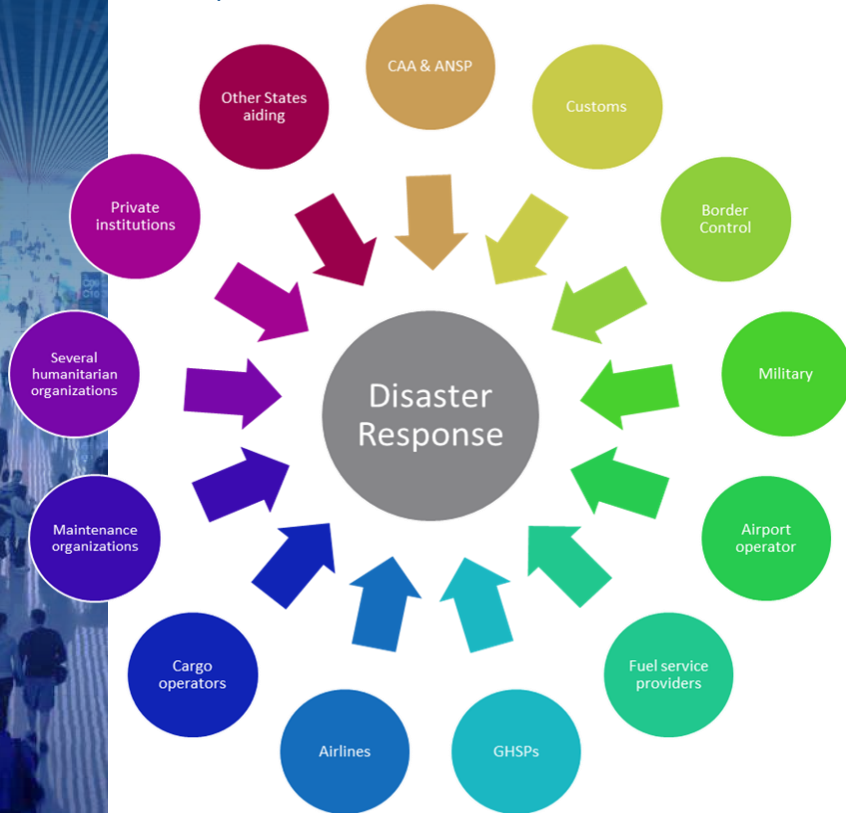 CAA & ANSP
Customs
Border
Control
Military
Airport
operator
Fuel service
providers
GHSPs
Airlines
Cargo
operators
Maintenance
organizations
Several
humanitarian
organizations
Private
institutions
Other States
aiding
Disaster
Response